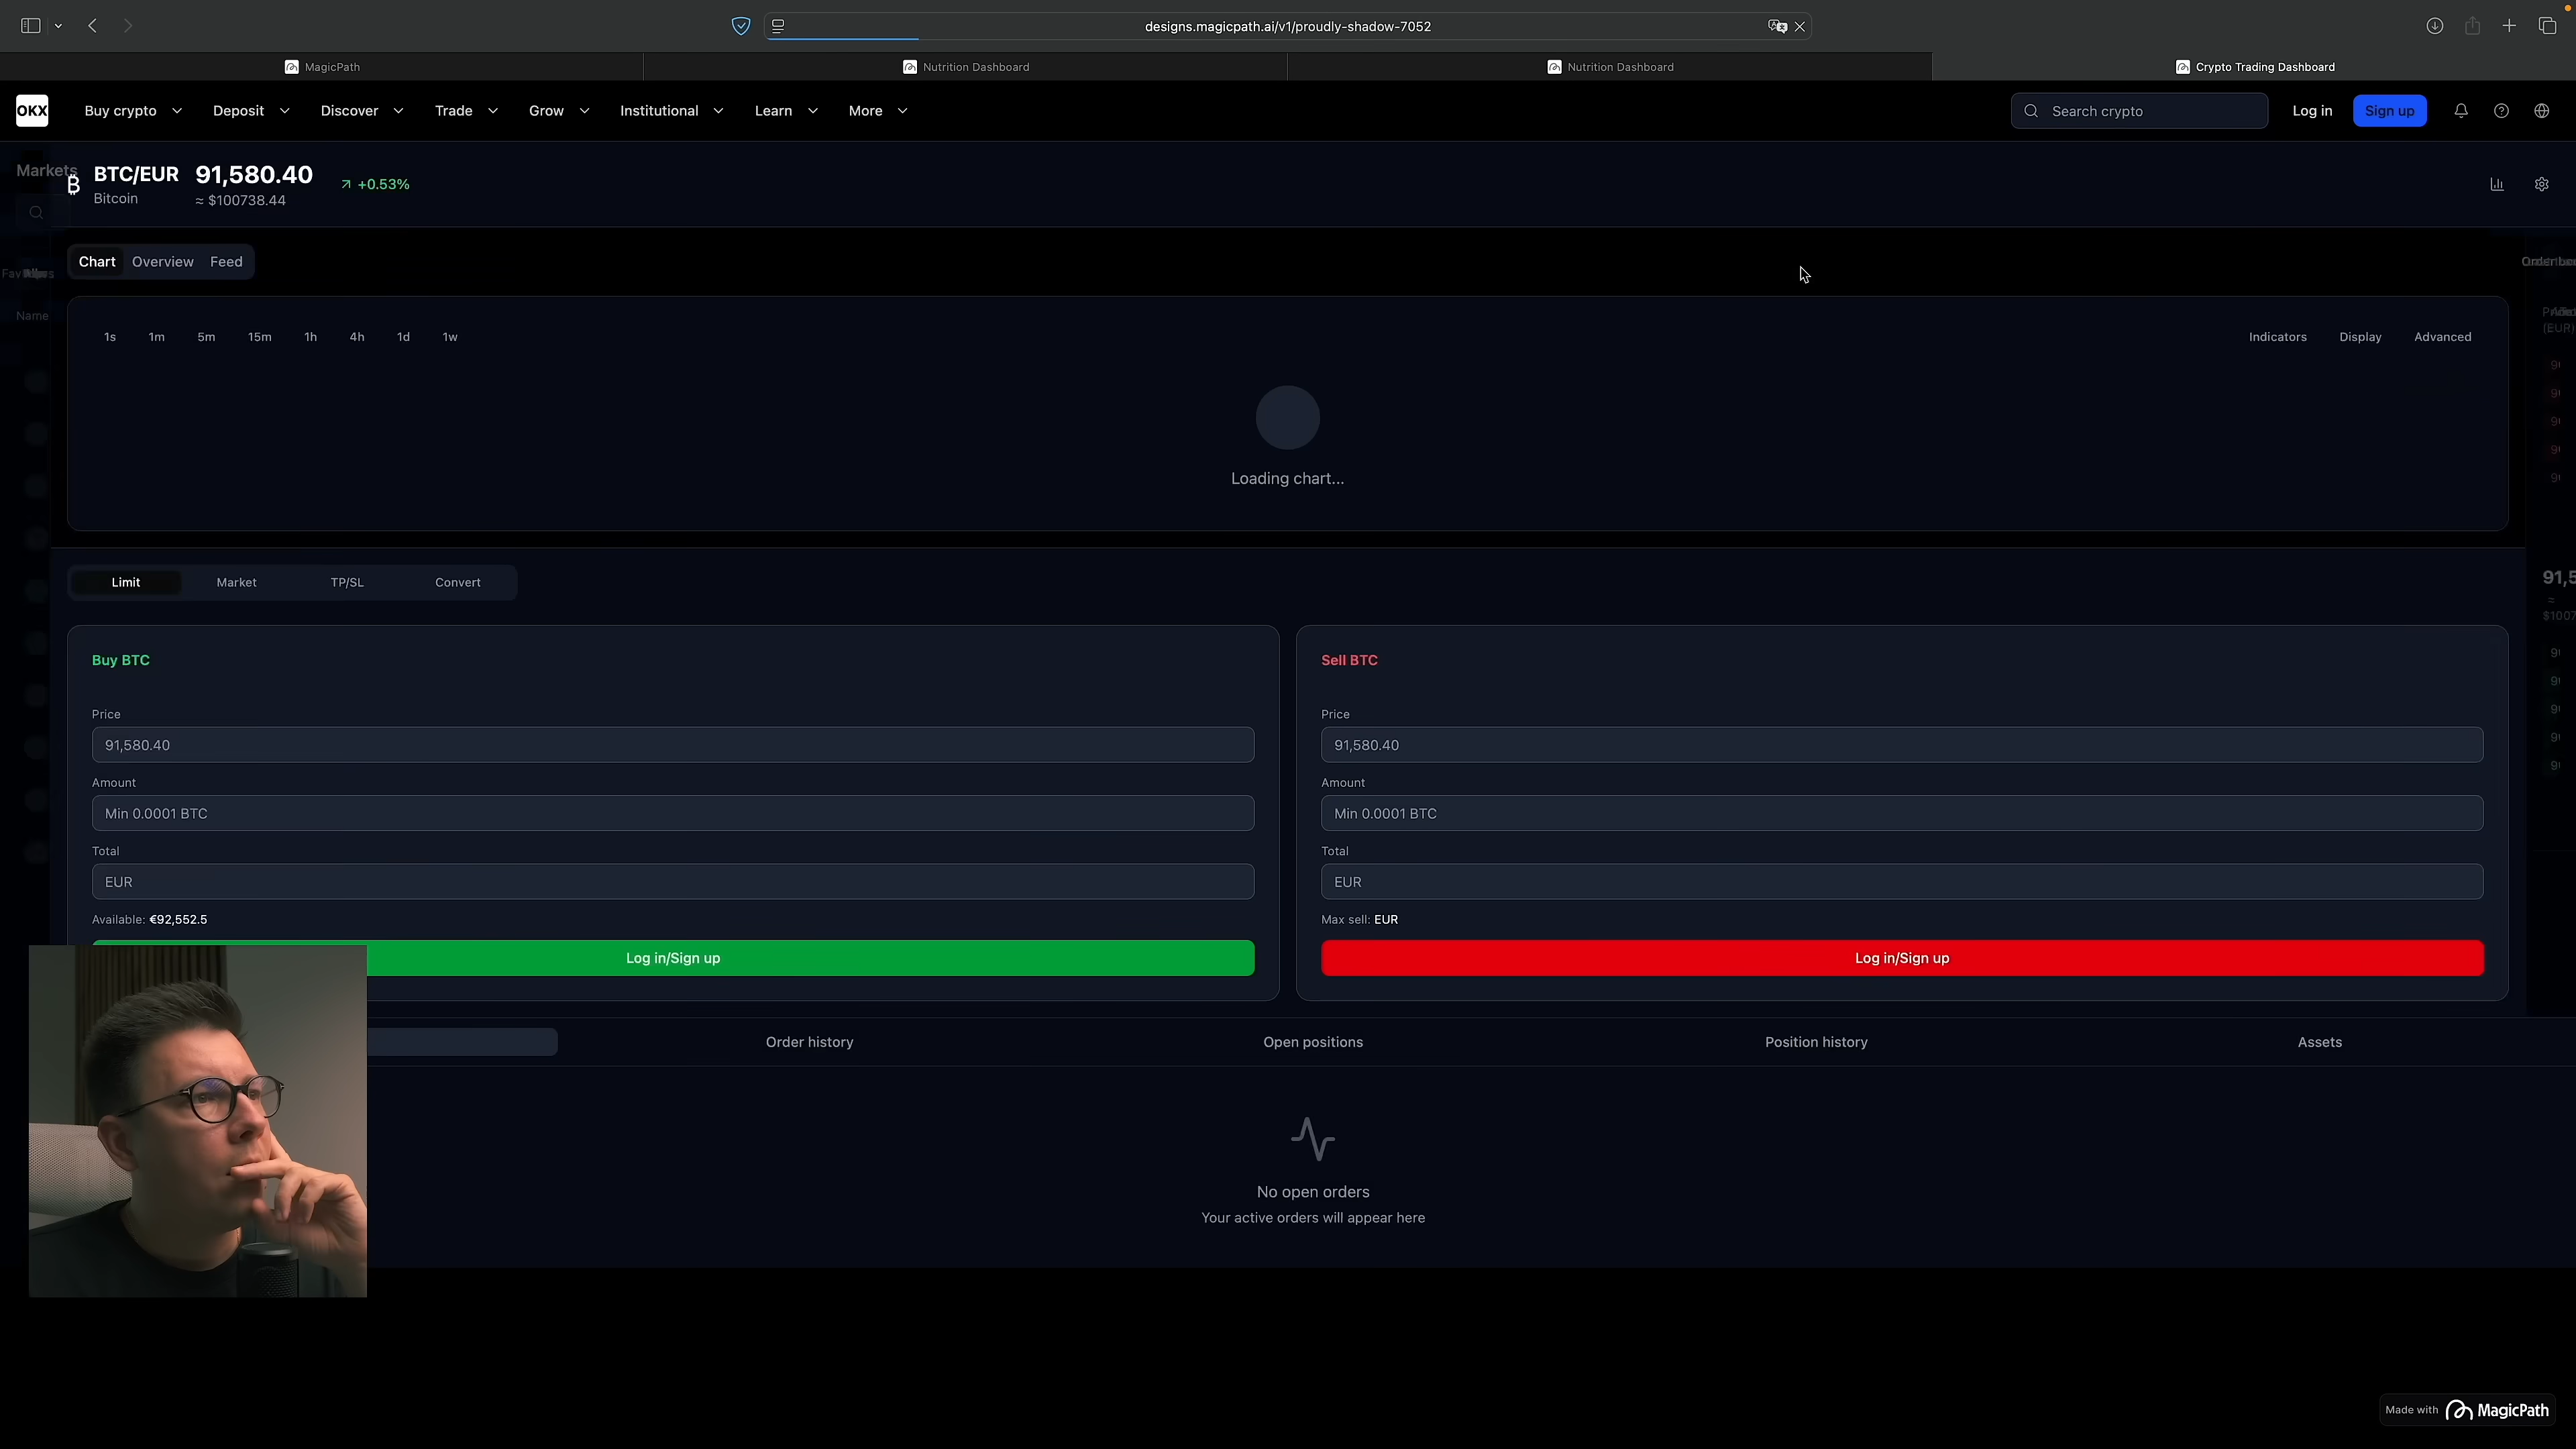 designs.magicpath.ai/v1/proudly-shadow-7052
MagicPath
Nutrition Dashboard
Nutrition Dashboard
Crypto Trading Dashboard
OKX
Buy crypto
Deposit
Discover
Trade
Grow
Institutional
Learn
More
Search crypto
Log in
Sign up
Markets
BTC/EUR
91,580.40
+0.53%
Bitcoin
≈ $100738.44
Chart
Overview
Feed
Name
1s
1m
5m
15m
1h
4h
1d
1w
Indicators
Display
Advanced
(EUR)
Loading chart...
Limit
Market
TP/SL
Convert
91,5
≈
$1007
Buy BTC
Price
91,580.40
Amount
Min 0.0001 BTC
Total
EUR
Available: €92,552.5
Log in/Sign up
Sell BTC
Price
91,580.40
Amount
Min 0.0001 BTC
Total
EUR
Max sell: EUR
Log in/Sign up
Order history
Open positions
Position history
Assets
No open orders
Your active orders will appear here
Made with MagicPath